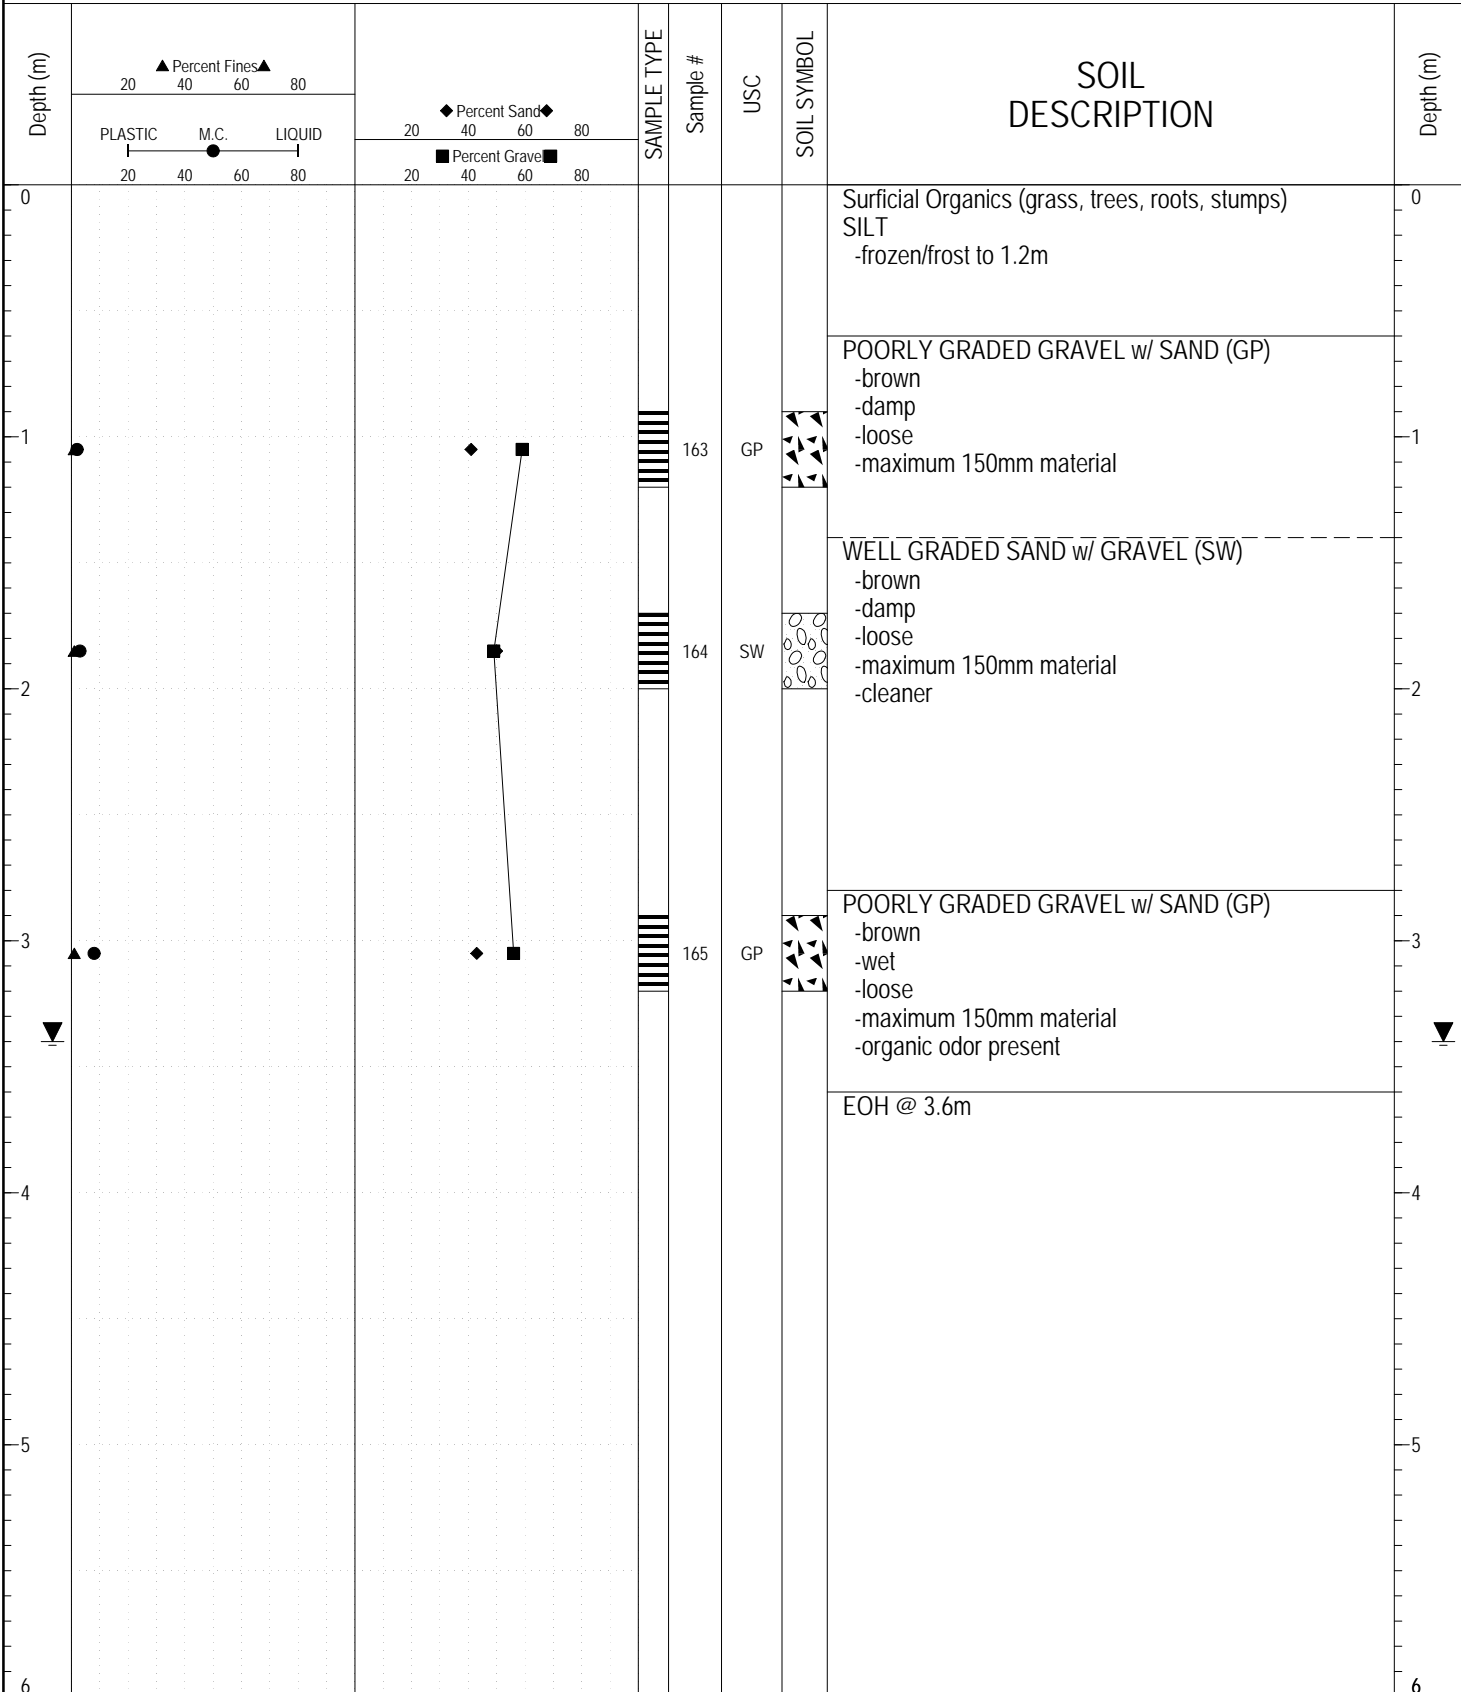 Depth (m)
▲ Percent Fines ▲
20 40 60 80
PLASTIC M.C. LIQUID
20 40 60 80
◆ Percent Sand ◆
20 40 60 80
■ Percent Gravel ■
20 40 60 80
SAMPLE TYPE
Sample #
USC
SOIL SYMBOL
SOIL
DESCRIPTION
Depth (m)
0
Surficial Organics (grass, trees, roots, stumps)
0
SILT
-frozen/frost to 1.2m
POORLY GRADED GRAVEL w/ SAND (GP)
-brown
-damp
1
163 GP
-loose
1
-maximum 150mm material
WELL GRADED SAND w/ GRAVEL (SW)
-brown
-damp
-loose
164 SW
-maximum 150mm material
2
-cleaner
2
POORLY GRADED GRAVEL w/ SAND (GP)
-brown
3
165 GP
-wet
3
-loose
-maximum 150mm material
-organic odor present
EOH @ 3.6m
4
4
5
5
6
6